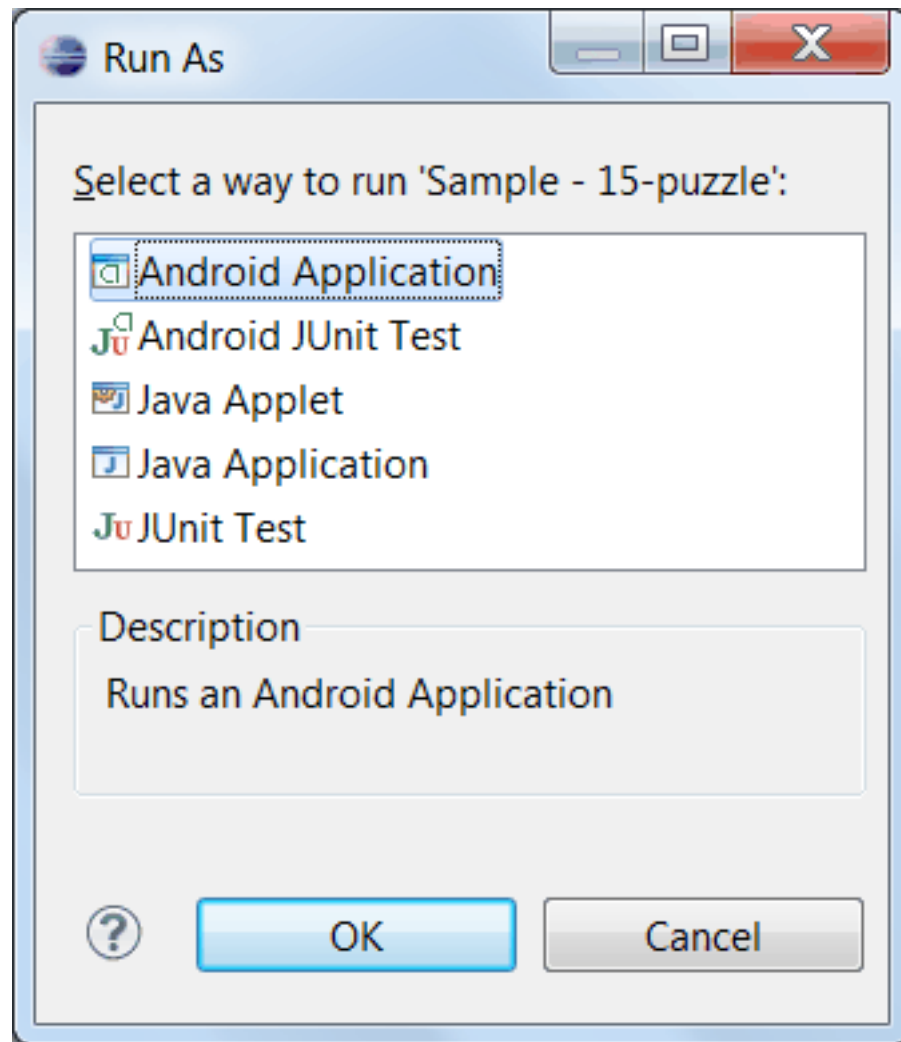 Run As
Select a way to run 'Sample - 15-puzzle':
Android Application
Android JUnit Test
Java Applet
Java Application
JUnit Test
Description
Runs an Android Application
OK
Cancel